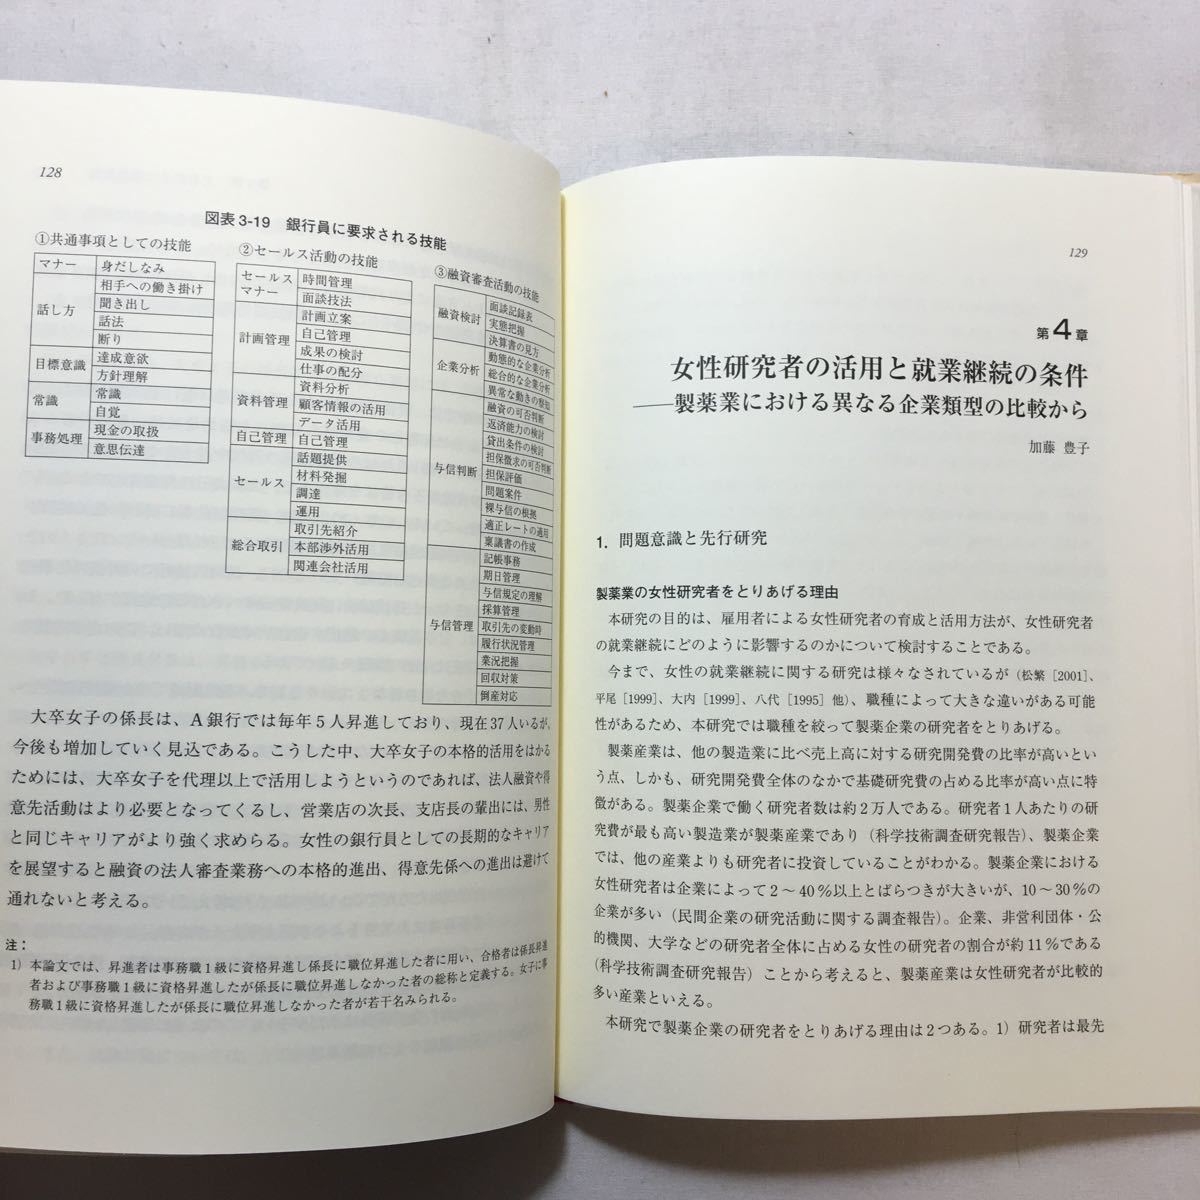 128
図表3-19　銀行員に要求される技能
①共通事項としての技能
マナー　身だしなみ
話し方　相手への働き掛け
聞き出し
話法
断り
目標意識　達成意欲
方針理解
常識　常識
自覚
事務処理　現金の取扱
意思伝達
②セールス活動の技能
セールスマナー　時間管理
面談技法
計画管理　計画立案
自己管理
成果の検討
仕事の配分
資料管理　資料分析
顧客情報の活用
データ活用
自己管理　自己管理
セールス　話題提供
材料発掘
調達
運用
総合取引　取引先紹介
本部渉外活用
関連会社活用
③融資審査活動の技能
融資検討　面談記録表
実態把握
決算書の見方
企業分析　動態的な企業分析
総合的な企業分析
異常な動きの察知
与信判断　融資の可否判断
返済能力の検討
貸出条件の検討
担保徴求の可否判断
担保評価
問題案件
裸与信の根拠
適正レートの適用
稟議書の作成
与信管理　記帳事務
期日管理
与信規定の理解
採算管理
取引先の変動時
履行状況管理
業況把握
回収対策
倒産対応
大卒女子の係長は、A銀行では毎年5人昇進しており、現在37人いるが、
今後も増加していく見込である。こうした中、大卒女子の本格的活用をはかる
ためには、大卒女子を代理以上で活用しようというのであれば、法人融資や得
意先活動はより必要となってくるし、営業店の次長、支店長の輩出には、男性
と同じキャリアがより強く求めらる。女性の銀行員としての長期的なキャリア
を展望すると融資の法人審査業務への本格的進出、得意先係への進出は避けて
通れないと考える。
注：
1）本論文では、昇進者は事務職1級に資格昇進し係長に職位昇進した者に用い、合格者は係長昇進
者および事務職1級に資格昇進したが係長に職位昇進しなかった者の総称と定義する。女子に事
務職1級に資格昇進したが係長に職位昇進しなかった者が若干名みられる。
129
第4章
女性研究者の活用と就業継続の条件
――製薬業における異なる企業類型の比較から
加藤 豊子
1．問題意識と先行研究
製薬業の女性研究者をとりあげる理由
本研究の目的は、雇用者による女性研究者の育成と活用方法が、女性研究者
の就業継続にどのように影響するのかについて検討することである。
今まで、女性の就業継続に関する研究は様々なされているが（松繁［2001］、
平尾［1999］、大内［1999］、八代［1995］他）、職種によって大きな違いがある可能
性があるため、本研究では職種を絞って製薬企業の研究者をとりあげる。
製薬産業は、他の製造業に比べ売上高に対する研究開発費の比率が高いとい
う点、しかも、研究開発費全体のなかで基礎研究費の占める比率が高い点に特
徴がある。製薬企業で働く研究者数は約2万人である。研究者1人あたりの研
究費が最も高い製造業が製薬産業であり（科学技術調査研究報告）、製薬企業
では、他の産業よりも研究者に投資していることがわかる。製薬企業における
女性研究者は企業によって2～40%以上とばらつきが大きいが、10～30%の
企業が多い（民間企業の研究活動に関する調査報告）。企業、非営利団体・公
的機関、大学などの研究者全体に占める女性の研究者の割合が約11%である
（科学技術調査研究報告）ことから考えると、製薬産業は女性研究者が比較的
多い産業といえる。
本研究で製薬企業の研究者をとりあげる理由は2つある。1）研究者は最先